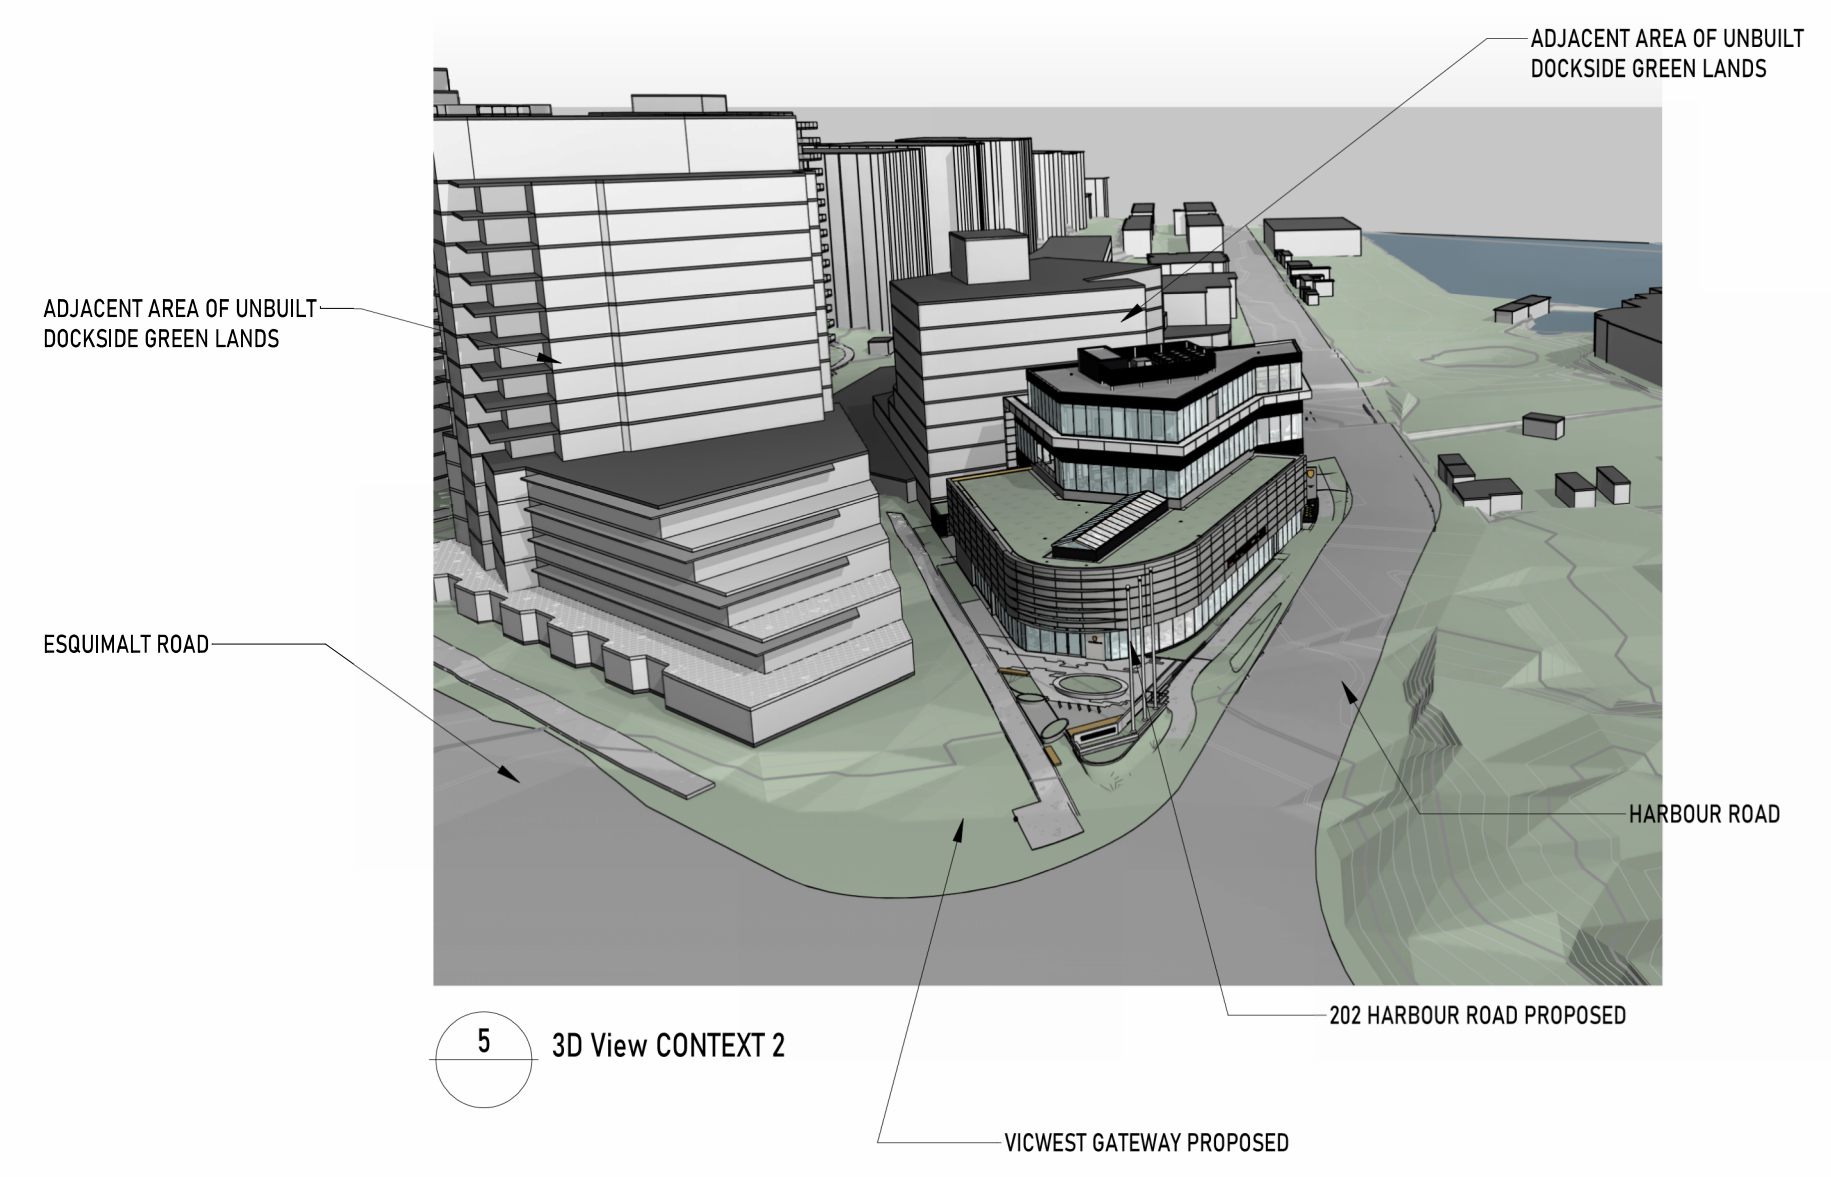 ADJACENT AREA OF UNBUILT
DOCKSIDE GREEN LANDS
ADJACENT AREA OF UNBUILT
DOCKSIDE GREEN LANDS
ESQUIMALT ROAD
HARBOUR ROAD
202 HARBOUR ROAD PROPOSED
5
3D View CONTEXT 2
VICWEST GATEWAY PROPOSED